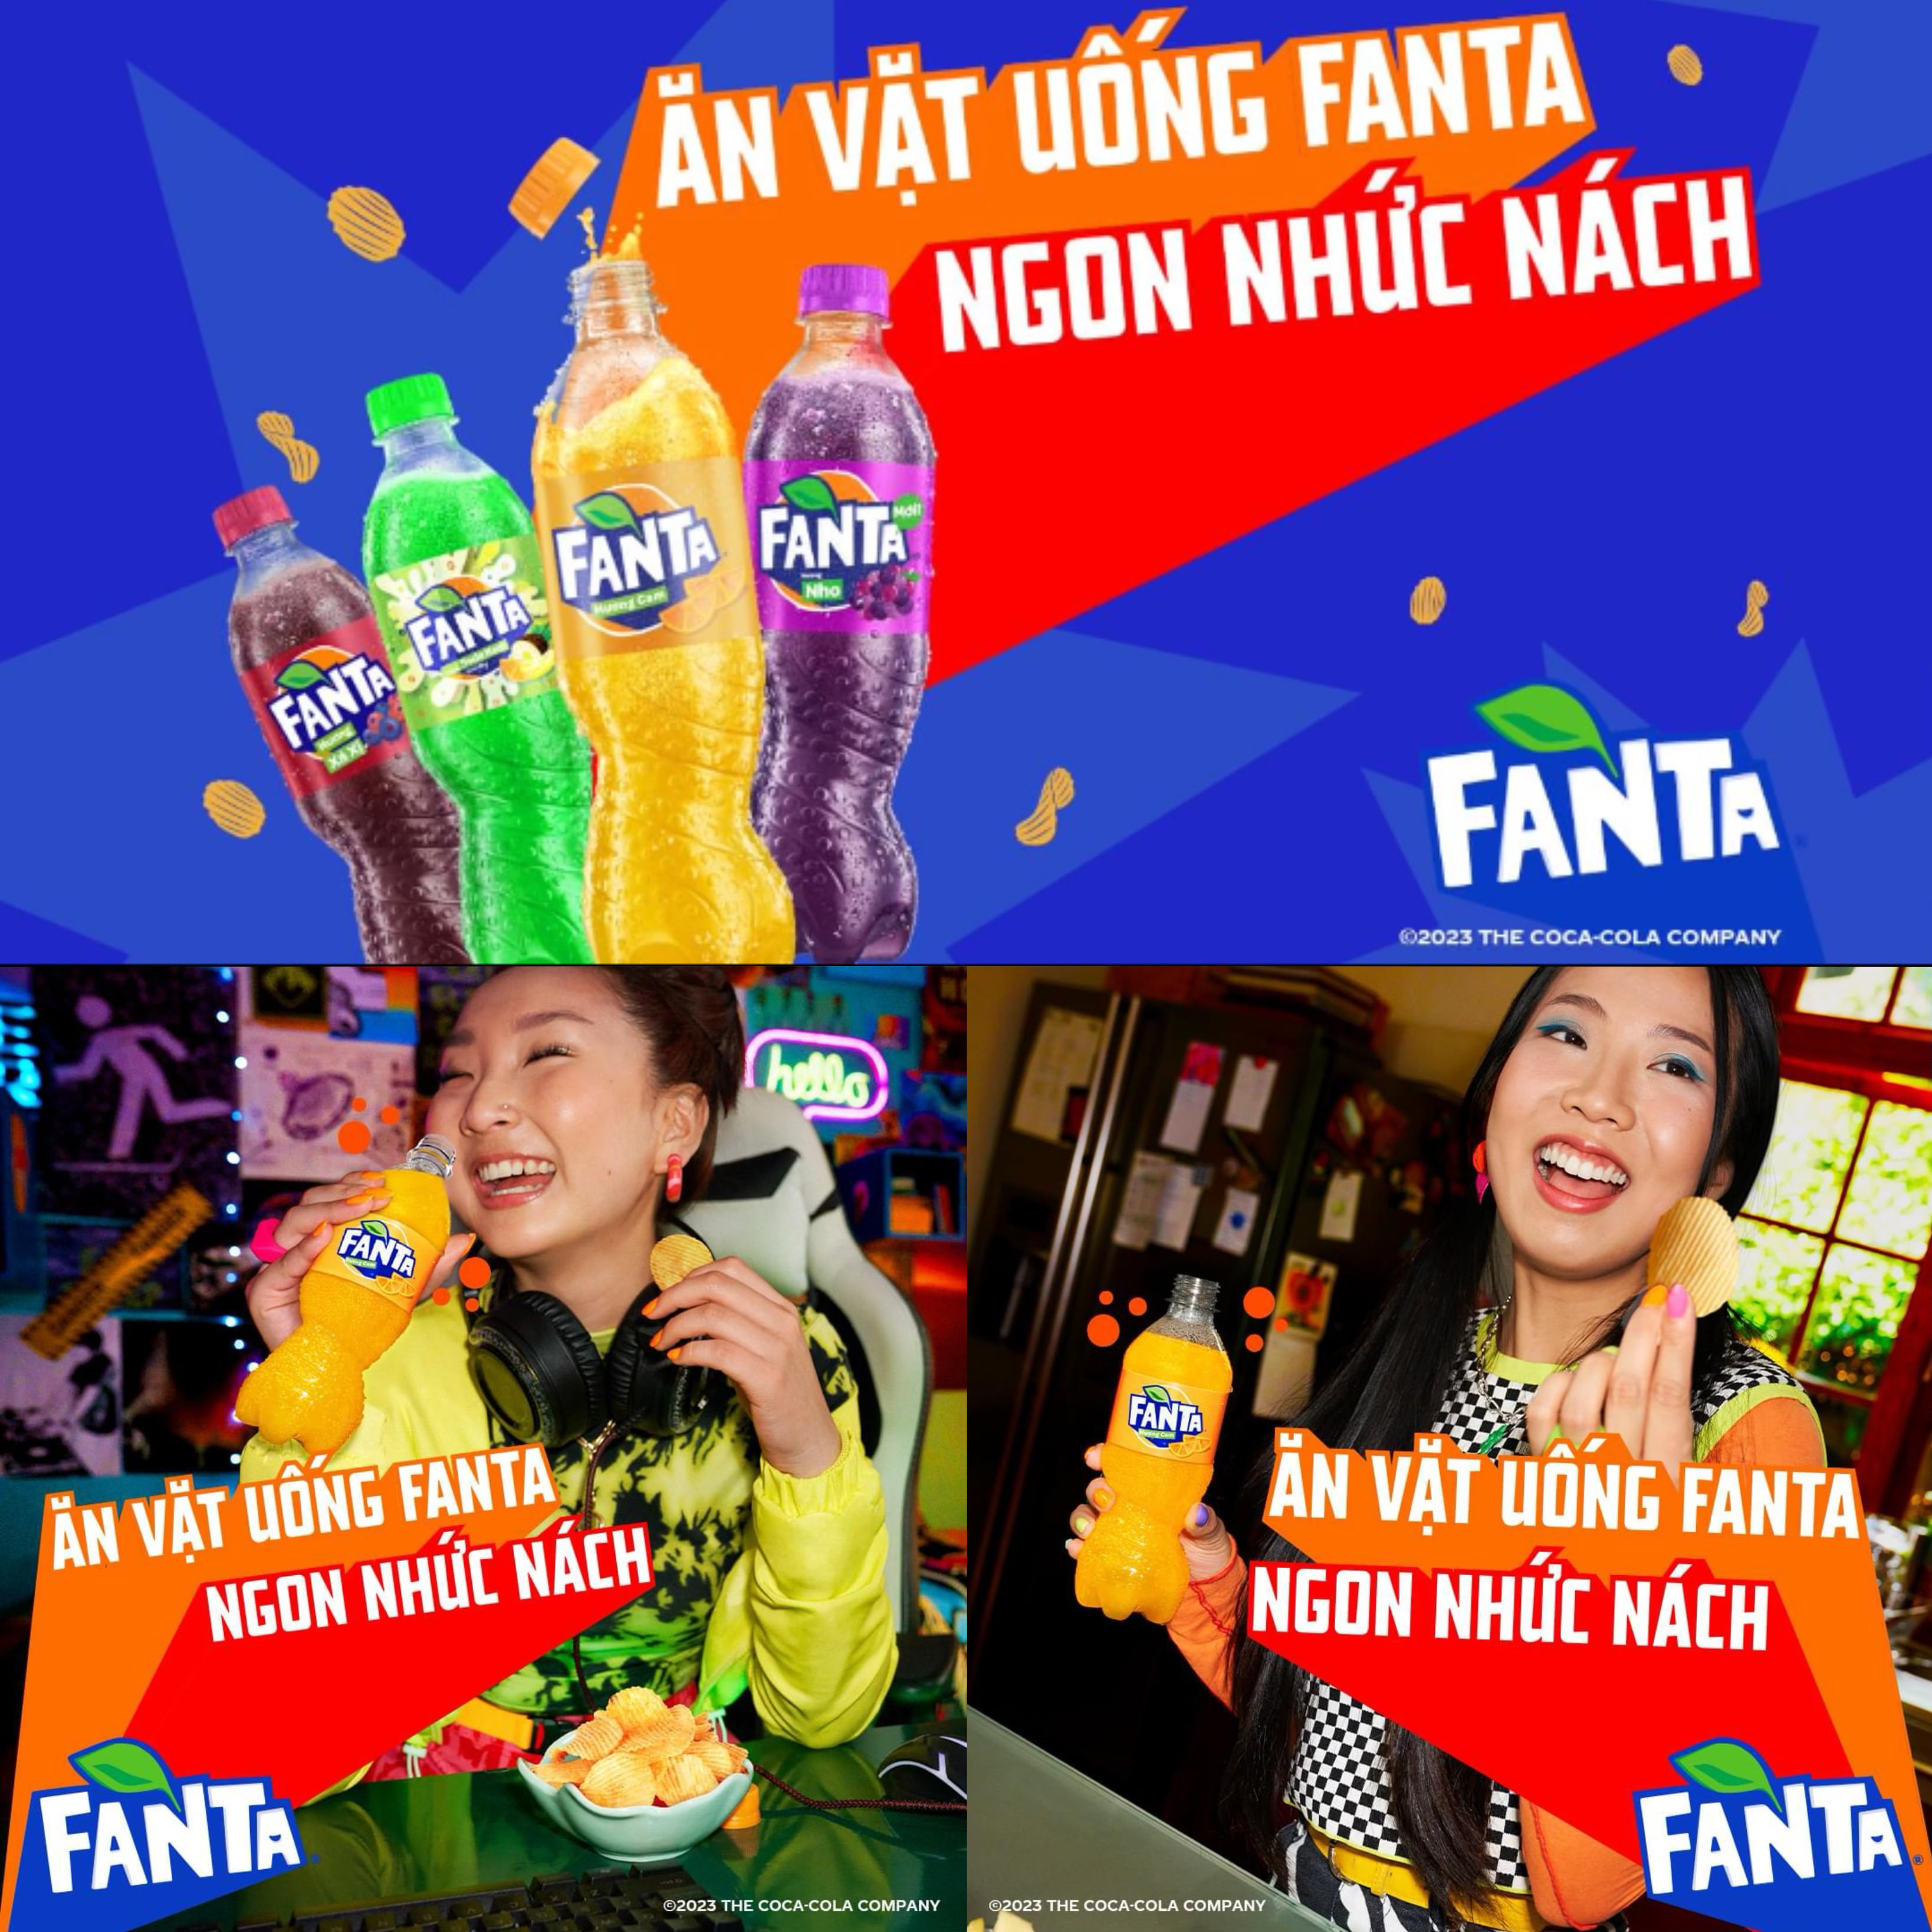 ĂN VẶT UỐNG FANTA
NGON NHỨC NÁCH
FANTA
Hương
XÁ XỊ
FANTA
FANTA
Hương Cam
FANTA
Mới!
Hương
Nho
FANTA
©2023 THE COCA-COLA COMPANY
hello
FANTA
Hương Cam
ĂN VẶT UỐNG FANTA
NGON NHỨC NÁCH
FANTA
©2023 THE COCA-COLA COMPANY
FANTA
Hương Cam
ĂN VẶT UỐNG FANTA
NGON NHỨC NÁCH
FANTA®
©2023 THE COCA-COLA COMPANY